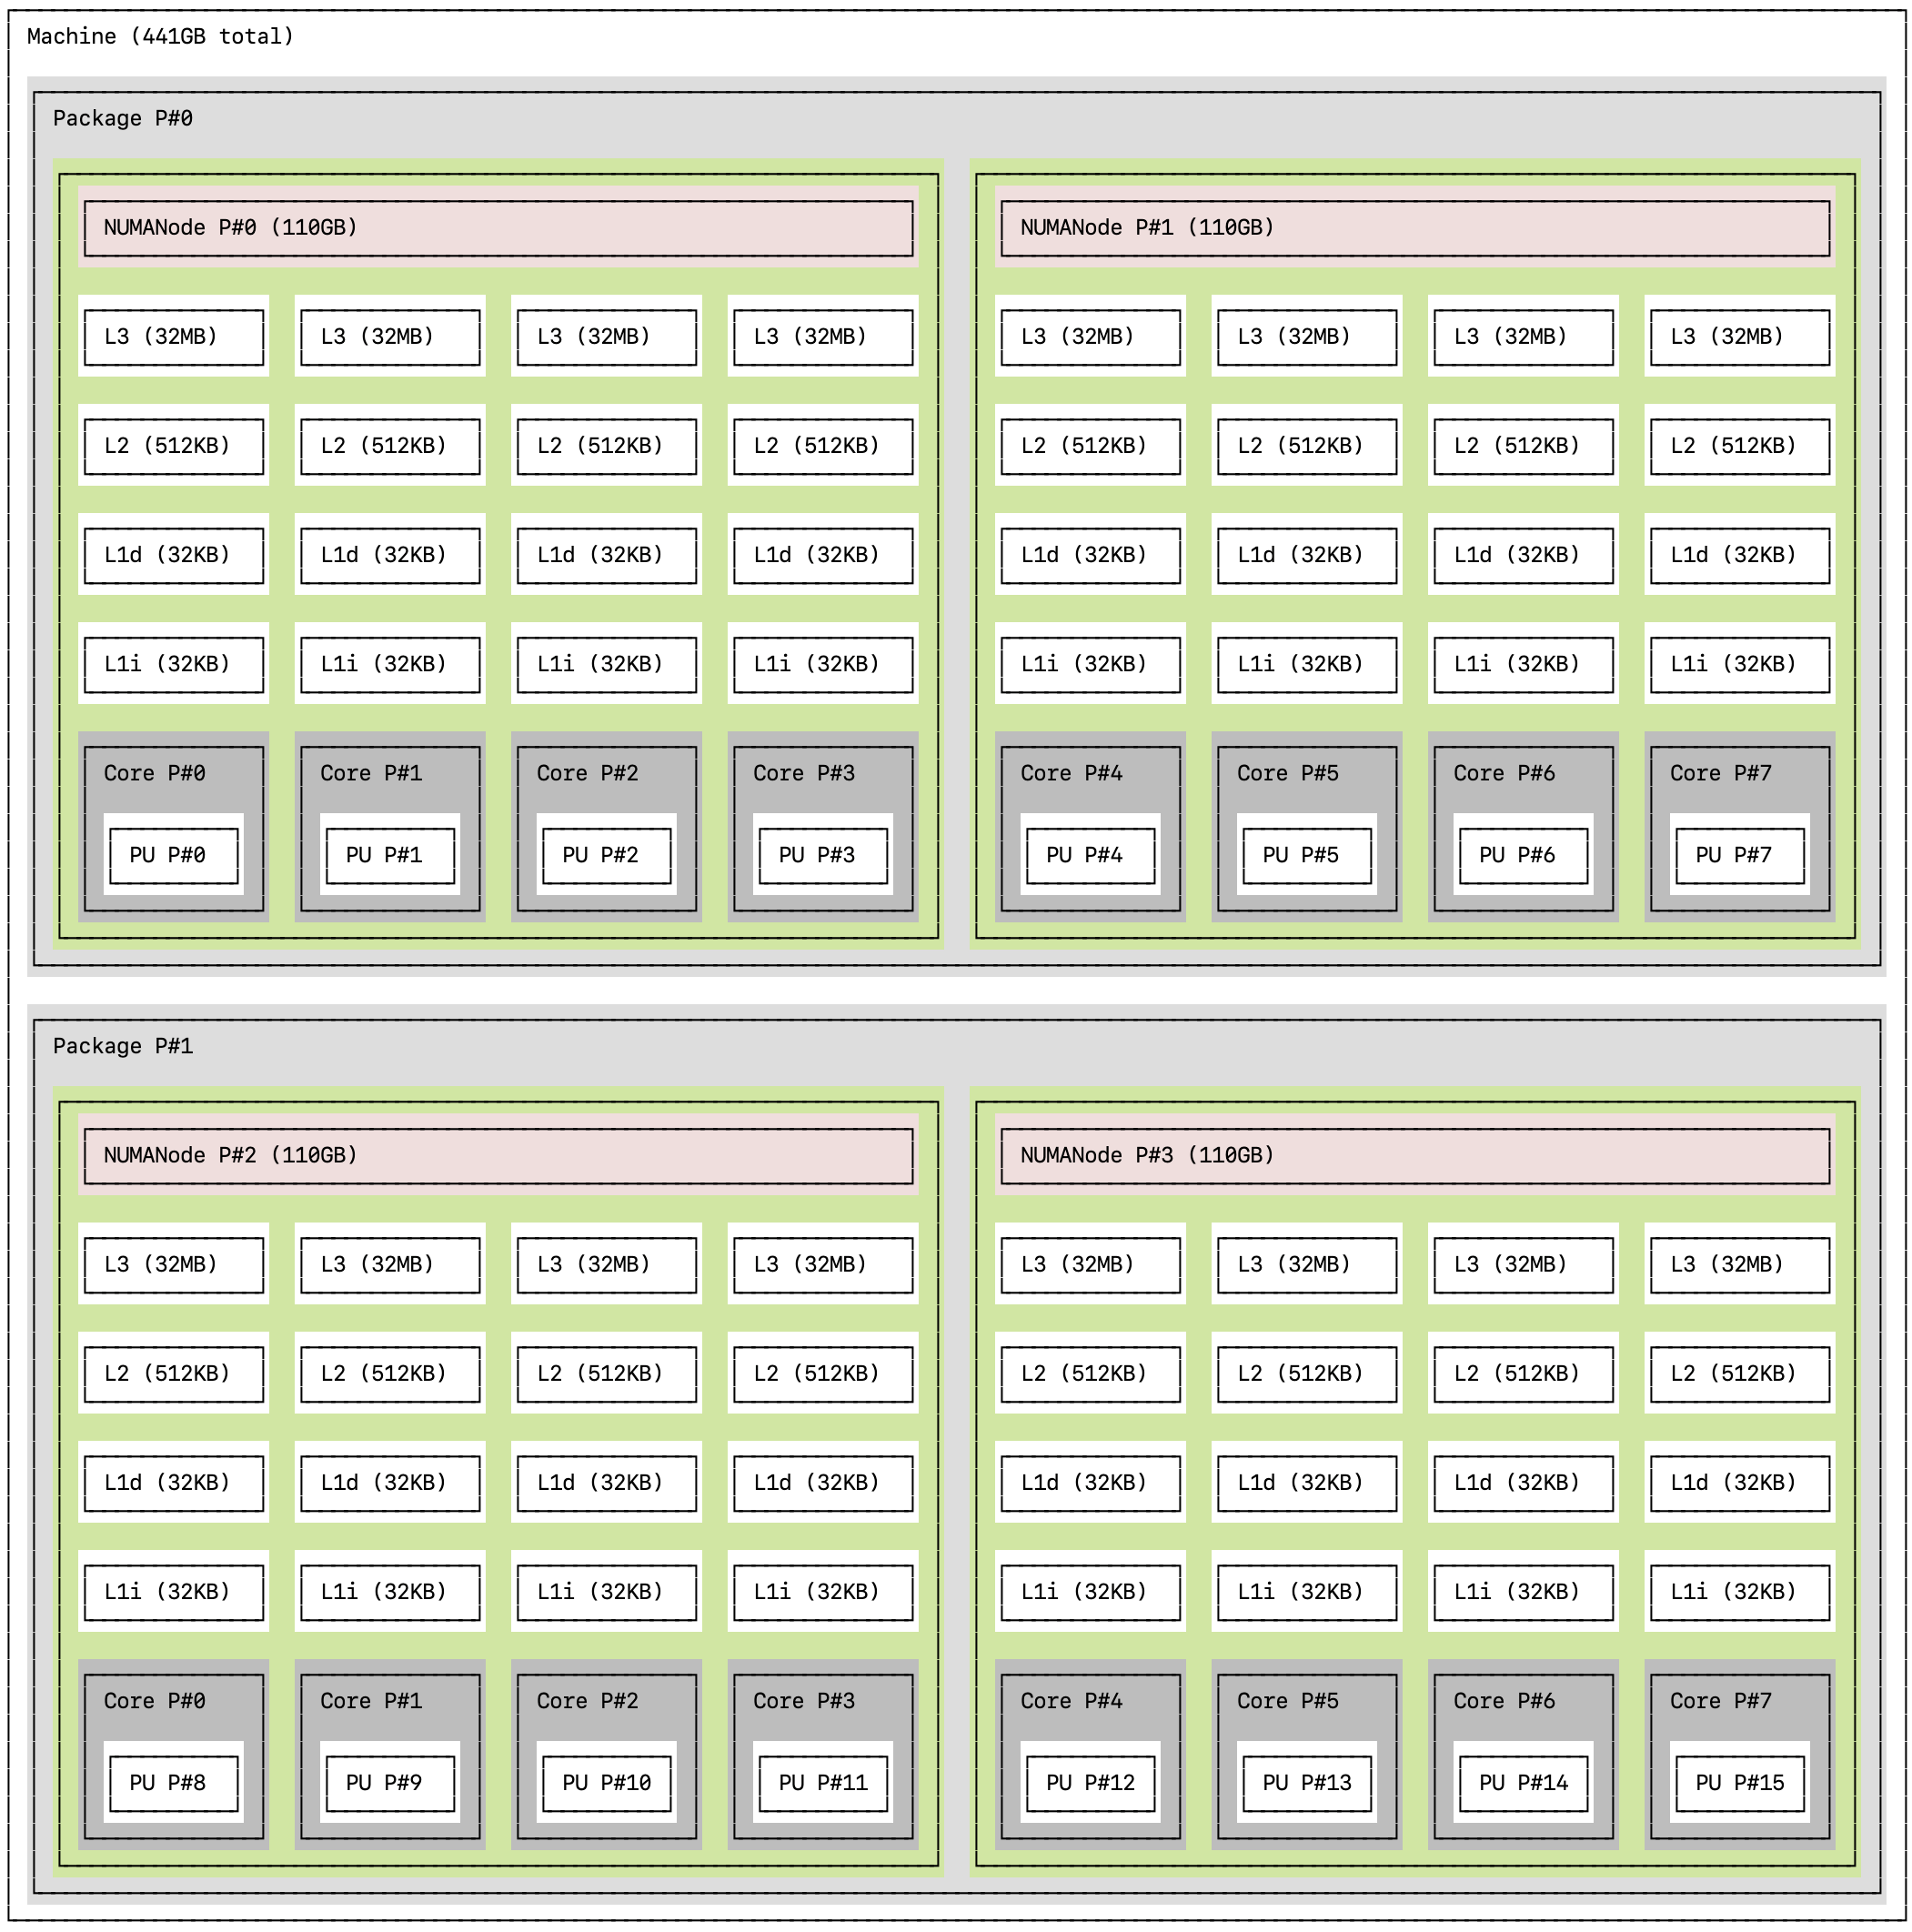 Machine (441GB total)
Package P#0
NUMANode P#0 (110GB) NUMANode P#1 (110GB)
L3 (32MB) L3 (32MB) L3 (32MB) L3 (32MB) L3 (32MB) L3 (32MB) L3 (32MB) L3 (32MB)
L2 (512KB) L2 (512KB) L2 (512KB) L2 (512KB) L2 (512KB) L2 (512KB) L2 (512KB) L2 (512KB)
L1d (32KB) L1d (32KB) L1d (32KB) L1d (32KB) L1d (32KB) L1d (32KB) L1d (32KB) L1d (32KB)
L1i (32KB) L1i (32KB) L1i (32KB) L1i (32KB) L1i (32KB) L1i (32KB) L1i (32KB) L1i (32KB)
Core P#0 Core P#1 Core P#2 Core P#3 Core P#4 Core P#5 Core P#6 Core P#7
PU P#0 PU P#1 PU P#2 PU P#3 PU P#4 PU P#5 PU P#6 PU P#7
Package P#1
NUMANode P#2 (110GB) NUMANode P#3 (110GB)
L3 (32MB) L3 (32MB) L3 (32MB) L3 (32MB) L3 (32MB) L3 (32MB) L3 (32MB) L3 (32MB)
L2 (512KB) L2 (512KB) L2 (512KB) L2 (512KB) L2 (512KB) L2 (512KB) L2 (512KB) L2 (512KB)
L1d (32KB) L1d (32KB) L1d (32KB) L1d (32KB) L1d (32KB) L1d (32KB) L1d (32KB) L1d (32KB)
L1i (32KB) L1i (32KB) L1i (32KB) L1i (32KB) L1i (32KB) L1i (32KB) L1i (32KB) L1i (32KB)
Core P#0 Core P#1 Core P#2 Core P#3 Core P#4 Core P#5 Core P#6 Core P#7
PU P#8 PU P#9 PU P#10 PU P#11 PU P#12 PU P#13 PU P#14 PU P#15